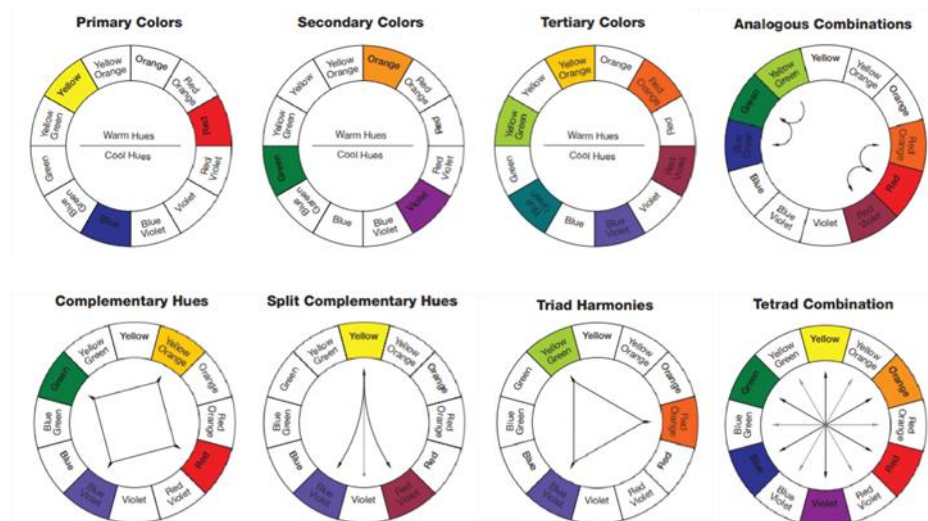 Primary Colors
Yellow
Yellow
Orange
Orange
Red
Orange
Red
Red
Violet
Violet
Blue
Violet
Blue
Blue
Green
Green
Yellow
Green
Warm Hues
Cool Hues
Secondary Colors
Yellow
Yellow
Orange
Orange
Red
Orange
Red
Red
Violet
Violet
Blue
Violet
Blue
Blue
Green
Yellow
Green
Warm Hues
Cool Hues
Tertiary Colors
Yellow
Yellow
Orange
Orange
Red
Orange
Red
Red
Violet
Violet
Blue
Violet
Blue
Blue
Green
Green
Yellow
Green
Warm Hues
Cool Hues
Analogous Combinations
Yellow
Yellow
Orange
Orange
Red
Orange
Red
Red
Violet
Violet
Blue
Violet
Blue
Green
Yellow
Green
Complementary Hues
Yellow
Yellow
Orange
Orange
Red
Orange
Red
Red
Violet
Violet
Blue
Violet
Blue
Blue
Green
Green
Yellow
Green
Split Complementary Hues
Yellow
Yellow
Orange
Orange
Red
Orange
Red
Red
Violet
Violet
Blue
Violet
Blue
Blue
Green
Green
Yellow
Green
Triad Harmonies
Yellow
Yellow
Orange
Orange
Red
Orange
Red
Red
Violet
Violet
Blue
Violet
Blue
Blue
Green
Green
Yellow
Green
Tetrad Combination
Yellow
Yellow
Orange
Orange
Red
Orange
Red
Red
Violet
Violet
Blue
Violet
Blue
Blue
Green
Green
Yellow
Green